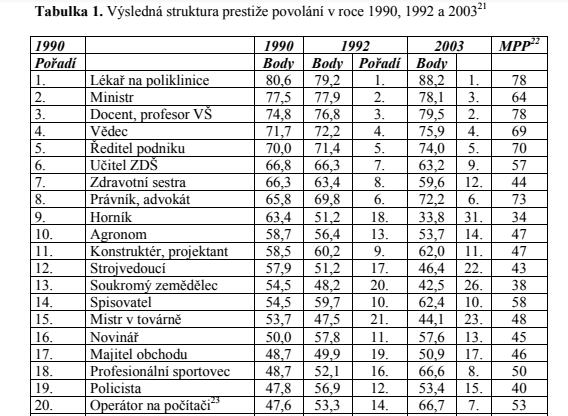 Tabulka 1. Výsledná struktura prestiže povolání v roce 1990, 1992 a 2003²¹
1990 1990 1992 2003 MPP²²
Pořadí Body Body Pořadí Body
1. Lékař na poliklinice 80,6 79,2 1. 88,2 1. 78
2. Ministr 77,5 77,9 2. 78,1 3. 64
3. Docent, profesor VŠ 74,8 76,8 3. 79,5 2. 78
4. Vědec 71,7 72,2 4. 75,9 4. 69
5. Ředitel podniku 70,0 71,4 5. 74,0 5. 70
6. Učitel ZDŠ 66,8 66,3 7. 63,2 9. 57
7. Zdravotní sestra 66,3 63,4 8. 59,6 12. 44
8. Právník, advokát 65,8 69,8 6. 72,2 6. 73
9. Horník 63,4 51,2 18. 33,8 31. 34
10. Agronom 58,7 56,4 13. 53,7 14. 47
11. Konstruktér, projektant 58,5 60,2 9. 62,0 11. 47
12. Strojvedoucí 57,9 51,2 17. 46,4 22. 43
13. Soukromý zemědělec 54,5 48,2 20. 42,5 26. 38
14. Spisovatel 54,5 59,7 10. 62,4 10. 58
15. Mistr v továrně 53,7 47,5 21. 44,1 23. 48
16. Novinář 50,0 57,8 11. 57,6 13. 45
17. Majitel obchodu 48,7 49,9 19. 50,9 17. 46
18. Profesionální sportovec 48,7 52,1 16. 66,6 8. 50
19. Policista 47,8 56,9 12. 53,4 15. 40
20. Operátor na počítači²³ 47,6 53,3 14. 66,7 7. 53